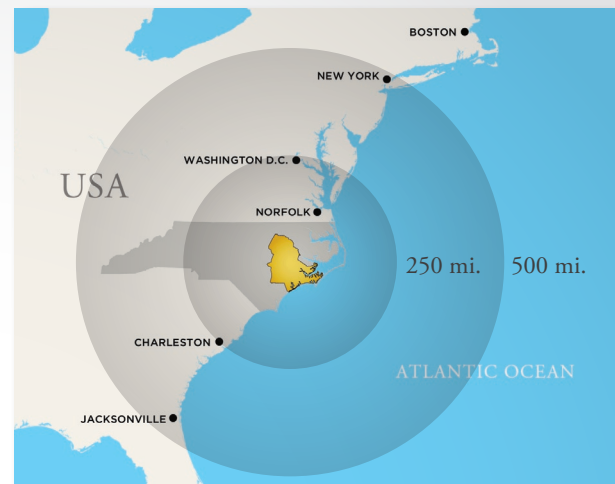 BOSTON
NEW YORK
WASHINGTON D.C.
USA
NORFOLK
250 mi.
500 mi.
CHARLESTON
ATLANTIC OCEAN
JACKSONVILLE